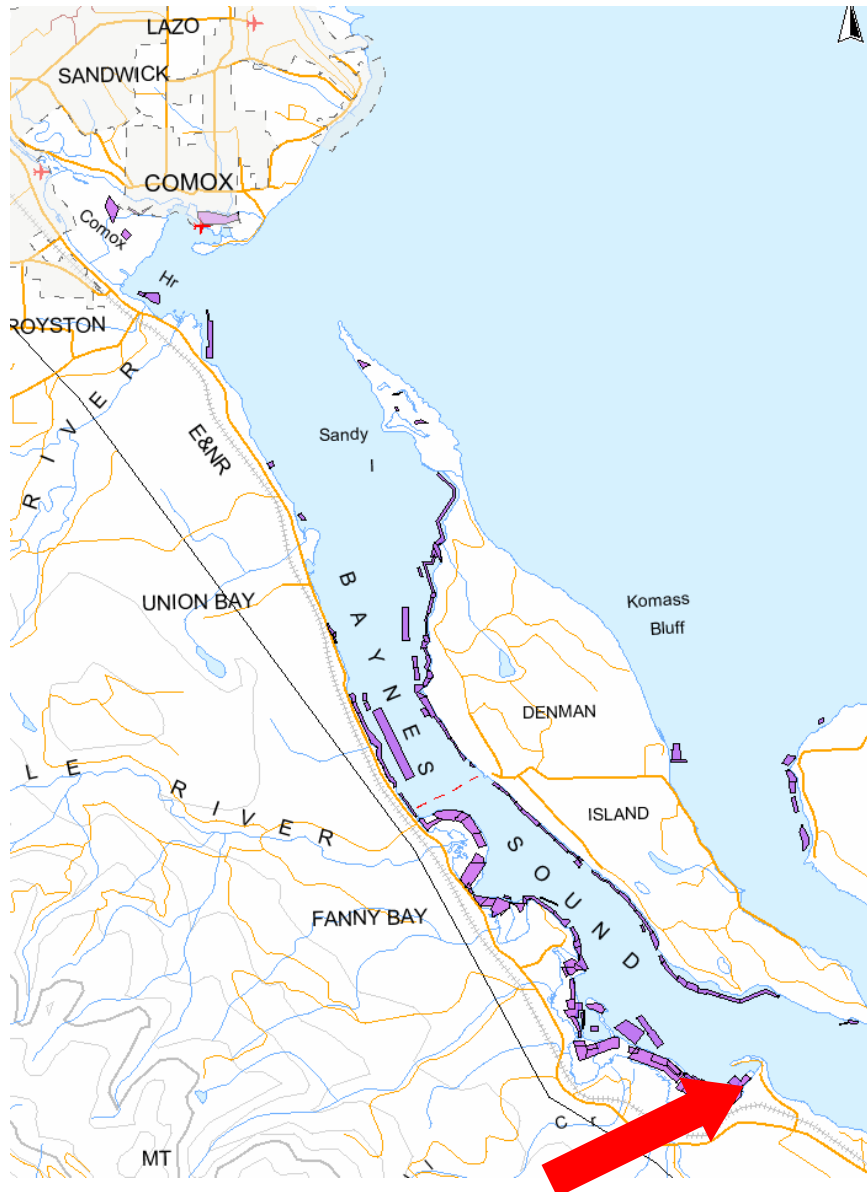 LAZO
SANDWICK
COMOX
Comox
Hr
ROYSTON
RIVER
E&NR
Sandy
I
UNION BAY
BAYNES
Komass
Bluff
DENMAN
LE RIVER
ISLAND
SOUND
FANNY BAY
Cr
MT